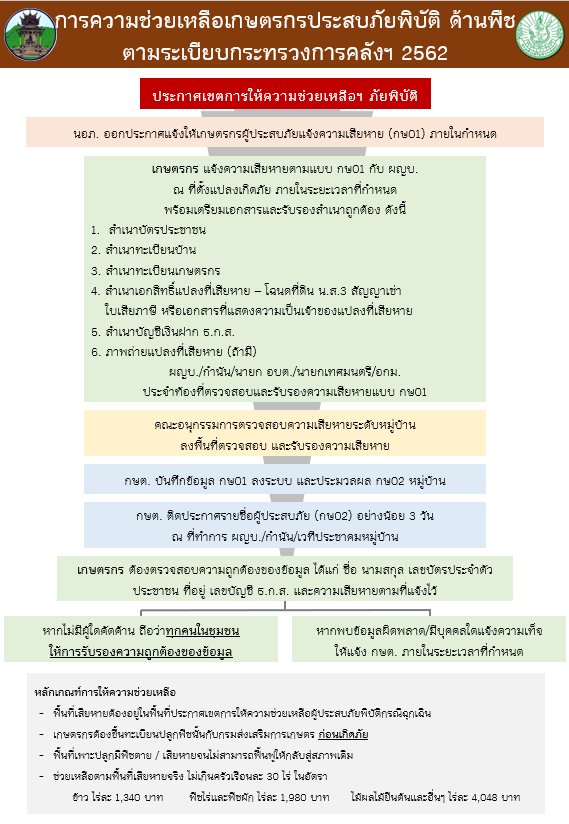 การความช่วยเหลือเกษตรกรประสบภัยพิบัติ ด้านพืช
ตามระเบียบกระทรวงการคลังฯ 2562
ประกาศเขตการให้ความช่วยเหลือฯ ภัยพิบัติ
นอภ. ออกประกาศแจ้งให้เกษตรกรผู้ประสบภัยแจ้งความเสียหาย (กษ01) ภายในกำหนด
เกษตรกร แจ้งความเสียหายตามแบบ กษ01 กับ ผญบ.
ณ ที่ตั้งแปลงเกิดภัย ภายในระยะเวลาที่กำหนด
พร้อมเตรียมเอกสารและรับรองสำเนาถูกต้อง ดังนี้
1. สำเนาบัตรประชาชน
2. สำเนาทะเบียนบ้าน
3. สำเนาทะเบียนเกษตรกร
4. สำเนาเอกสิทธิ์แปลงที่เสียหาย – โฉนดที่ดิน น.ส.3 สัญญาเช่า
ใบเสียภาษี หรือเอกสารที่แสดงความเป็นเจ้าของแปลงที่เสียหาย
5. สำเนาบัญชีเงินฝาก ธ.ก.ส.
6. ภาพถ่ายแปลงที่เสียหาย (ถ้ามี)
ผญบ./กำนัน/นายก อบต./นายกเทศมนตรี/อกม.
ประจำท้องที่ตรวจสอบและรับรองความเสียหายแบบ กษ01
คณะอนุกรรมการตรวจสอบความเสียหายระดับหมู่บ้าน
ลงพื้นที่ตรวจสอบ และรับรองความเสียหาย
กษต. บันทึกข้อมูล กษ01 ลงระบบ และประมวลผล กษ02 หมู่บ้าน
กษต. ติดประกาศรายชื่อผู้ประสบภัย (กษ02) อย่างน้อย 3 วัน
ณ ที่ทำการ ผญบ./กำนัน/เวทีประชาคมหมู่บ้าน
เกษตรกร ต้องตรวจสอบความถูกต้องของข้อมูล ได้แก่ ชื่อ นามสกุล เลขบัตรประจำตัว
ประชาชน ที่อยู่ เลขบัญชี ธ.ก.ส. และความเสียหายตามที่แจ้งไว้
หากไม่มีผู้ใดคัดค้าน ถือว่าทุกคนในชุมชน
ให้การรับรองความถูกต้องของข้อมูล
หากพบข้อมูลผิดพลาด/มีบุคคลใดแจ้งความเท็จ
ให้แจ้ง กษต. ภายในระยะเวลาที่กำหนด
หลักเกณฑ์การให้ความช่วยเหลือ
- พื้นที่เสียหายต้องอยู่ในพื้นที่ประกาศเขตการให้ความช่วยเหลือผู้ประสบภัยพิบัติกรณีฉุกเฉิน
- เกษตรกรต้องขึ้นทะเบียนปลูกพืชนั้นกับกรมส่งเสริมการเกษตร ก่อนเกิดภัย
- พื้นที่เพาะปลูกมีพืชตาย / เสียหายจนไม่สามารถฟื้นฟูให้กลับสู่สภาพเดิม
- ช่วยเหลือตามพื้นที่เสียหายจริง ไม่เกินครัวเรือนละ 30 ไร่ ในอัตรา
ข้าว ไร่ละ 1,340 บาท พืชไร่และพืชผัก ไร่ละ 1,980 บาท ไม้ผลไม้ยืนต้นและอื่นๆ ไร่ละ 4,048 บาท